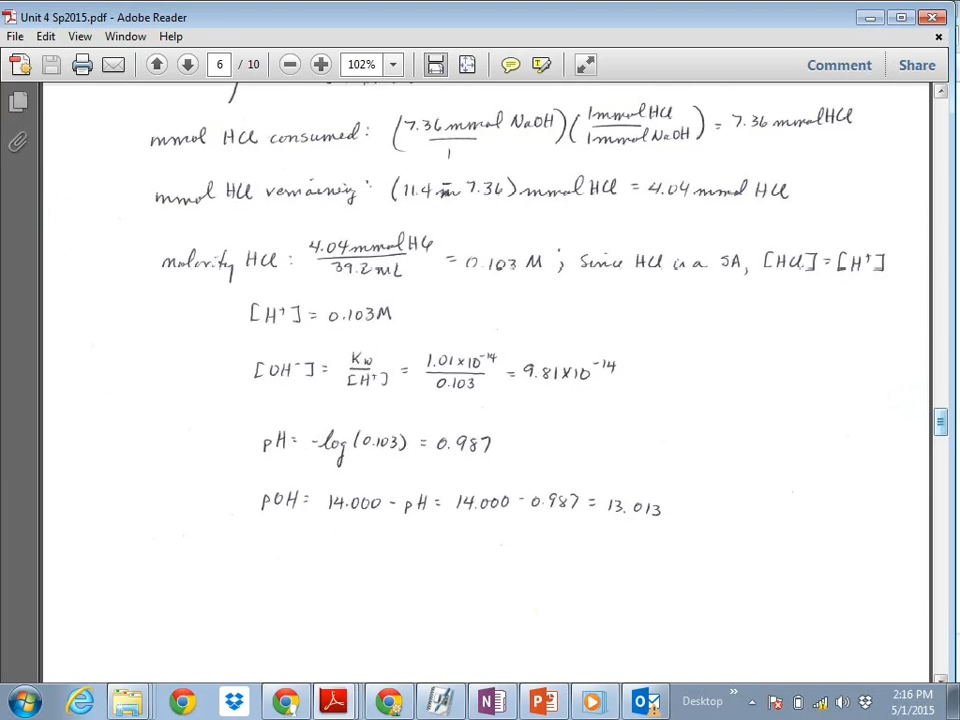 Unit 4 Sp2015.pdf - Adobe Reader
File Edit View Window Help
6 / 10 102% Comment Share
mmol HCl consumed: (7.36 mmol NaOH / 1)(1 mmol HCl / 1 mmol NaOH) = 7.36 mmol HCl
mmol HCl remaining: (11.4 - 7.36) mmol HCl = 4.04 mmol HCl
molarity HCl: 4.04 mmol HCl / 39.2 mL = 0.103 M ; Since HCl is a SA, [HCl] = [H⁺]
[H⁺] = 0.103M
[OH⁻] = Kw / [H⁺] = 1.01x10⁻¹⁴ / 0.103 = 9.81x10⁻¹⁴
pH = -log(0.103) = 0.987
pOH = 14.000 - pH = 14.000 - 0.987 = 13.013
Desktop
2:16 PM
5/1/2015